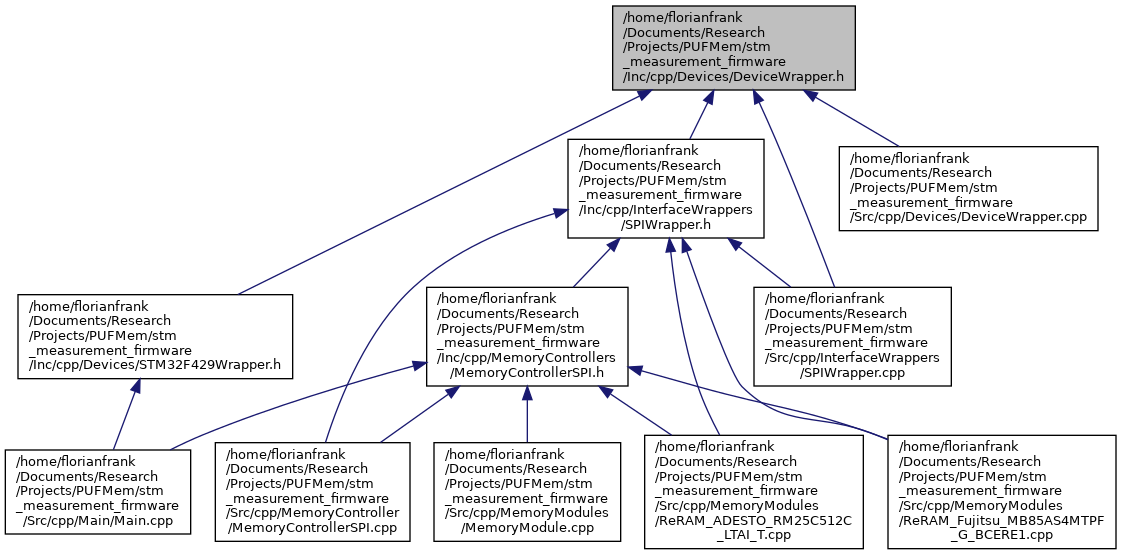 /home/florianfrank
/Documents/Research
/Projects/PUFMem/stm
_measurement_firmware
/Inc/cpp/Devices/DeviceWrapper.h
/home/florianfrank
/Documents/Research
/Projects/PUFMem/stm
_measurement_firmware
/Inc/cpp/InterfaceWrappers
/SPIWrapper.h
/home/florianfrank
/Documents/Research
/Projects/PUFMem/stm
_measurement_firmware
/Src/cpp/Devices/DeviceWrapper.cpp
/home/florianfrank
/Documents/Research
/Projects/PUFMem/stm
_measurement_firmware
/Inc/cpp/Devices/STM32F429Wrapper.h
/home/florianfrank
/Documents/Research
/Projects/PUFMem/stm
_measurement_firmware
/Inc/cpp/MemoryControllers
/MemoryControllerSPI.h
/home/florianfrank
/Documents/Research
/Projects/PUFMem/stm
_measurement_firmware
/Src/cpp/InterfaceWrappers
/SPIWrapper.cpp
/home/florianfrank
/Documents/Research
/Projects/PUFMem/stm
_measurement_firmware
/Src/cpp/Main/Main.cpp
/home/florianfrank
/Documents/Research
/Projects/PUFMem/stm
_measurement_firmware
/Src/cpp/MemoryController
/MemoryControllerSPI.cpp
/home/florianfrank
/Documents/Research
/Projects/PUFMem/stm
_measurement_firmware
/Src/cpp/MemoryModules
/MemoryModule.cpp
/home/florianfrank
/Documents/Research
/Projects/PUFMem/stm
_measurement_firmware
/Src/cpp/MemoryModules
/ReRAM_ADESTO_RM25C512C
_LTAI_T.cpp
/home/florianfrank
/Documents/Research
/Projects/PUFMem/stm
_measurement_firmware
/Src/cpp/MemoryModules
/ReRAM_Fujitsu_MB85AS4MTPF
_G_BCERE1.cpp